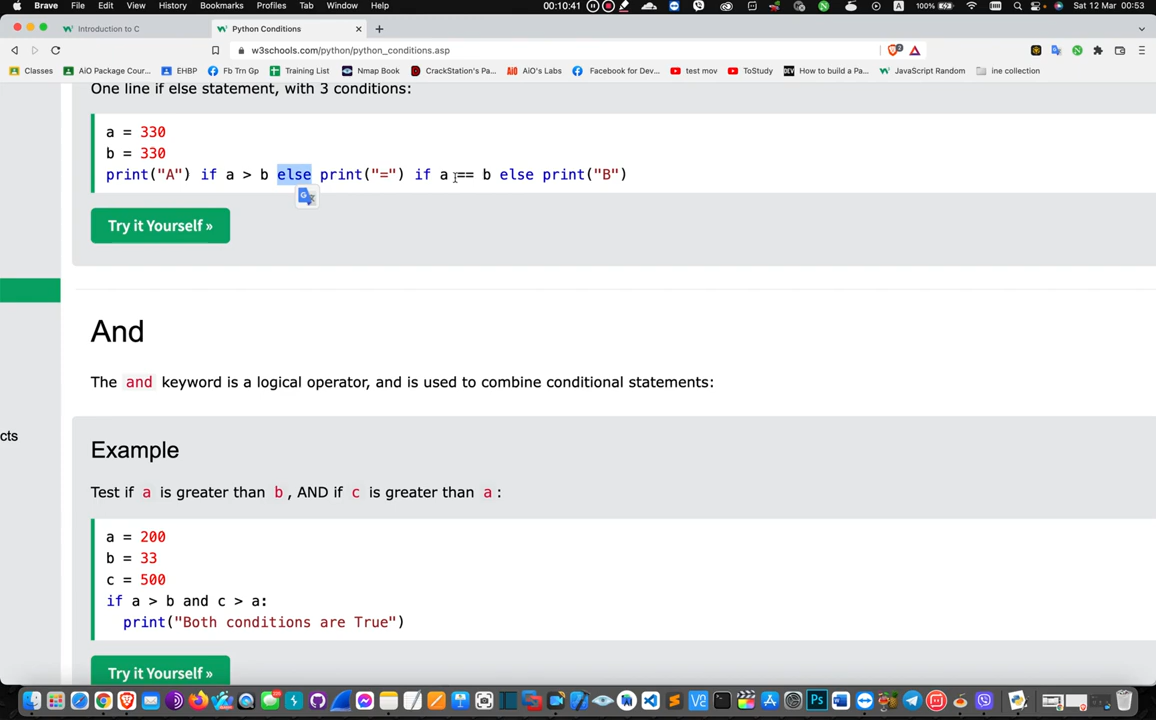 Brave File Edit View History Bookmarks Profiles Tab Window Help 00:10:41 100% Sat 12 Mar 00:53
Introduction to C Python Conditions
w3schools.com/python/python_conditions.asp
Classes AiO Package Cour... EHBP Fb Trn Gp Training List Nmap Book CrackStation's Pa... AiO's Labs Facebook for Dev... test mov ToStudy How to build a Pa... JavaScript Random ine collection
One line if else statement, with 3 conditions:
a = 330
b = 330
print("A") if a > b else print("=") if a == b else print("B")
Try it Yourself »
And
The and keyword is a logical operator, and is used to combine conditional statements:
cts
Example
Test if a is greater than b, AND if c is greater than a:
a = 200
b = 33
c = 500
if a > b and c > a:
print("Both conditions are True")
Try it Yourself »